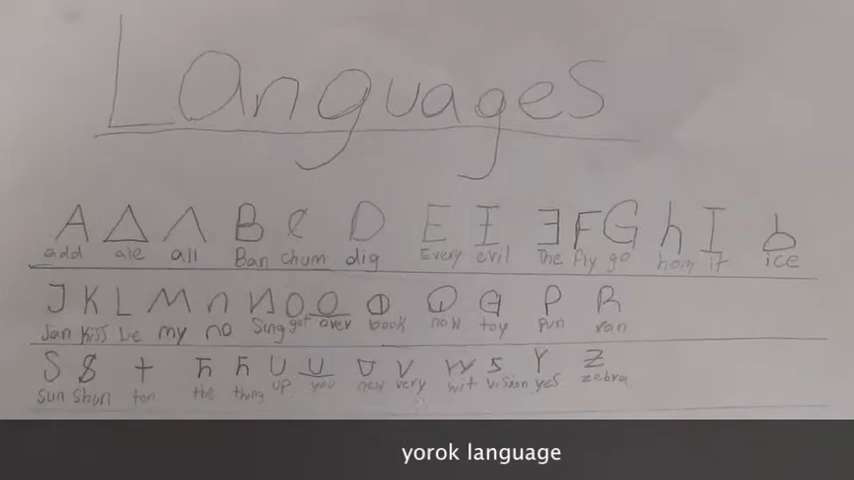 Languages
A Δ Λ B C D E I Ǝ F G h I b
add ale all Ban chum dig Every evil The Fly go hom it ice
J K L M n И O O Φ Q P R
Jan Kiss Lie my no Sing got over book now toy pun ran
S $ + ħ ħ U U V W S Y Z
Sun Shun ton the thing up you new very wit vision yes zebra
yorok language